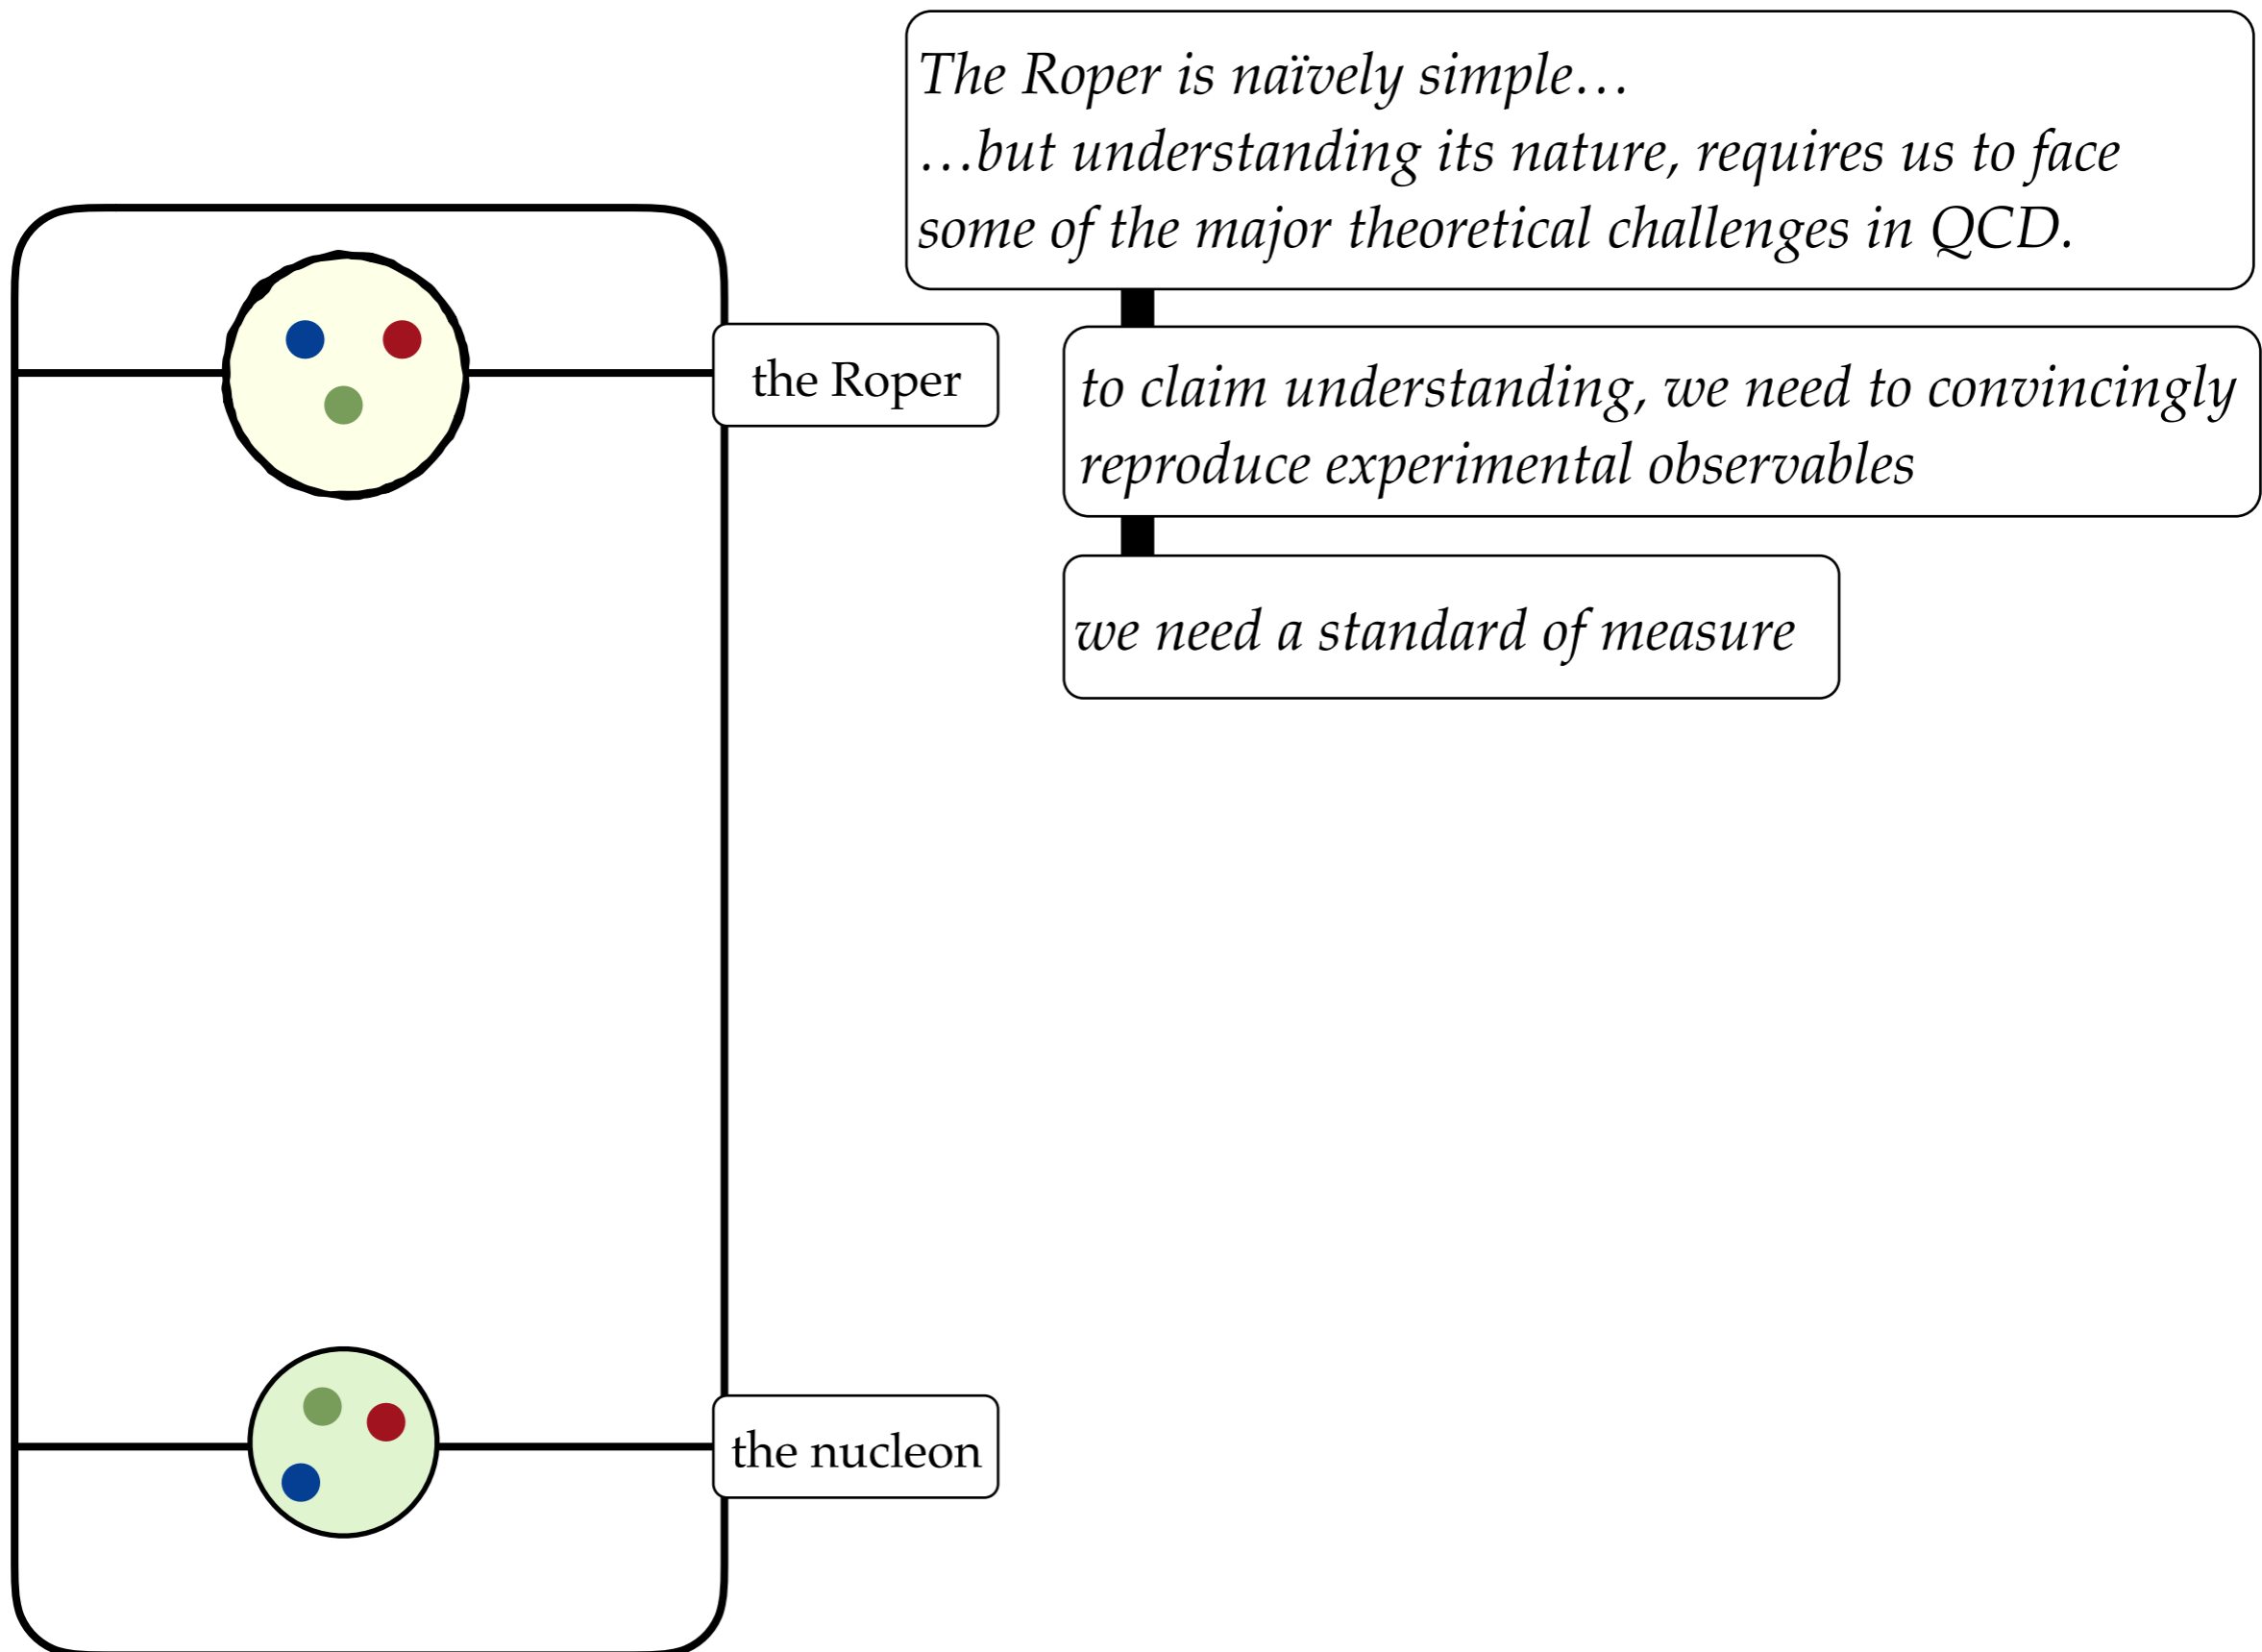 The Roper is naïvely simple…
…but understanding its nature, requires us to face
some of the major theoretical challenges in QCD.
the Roper
to claim understanding, we need to convincingly
reproduce experimental observables
we need a standard of measure
the nucleon